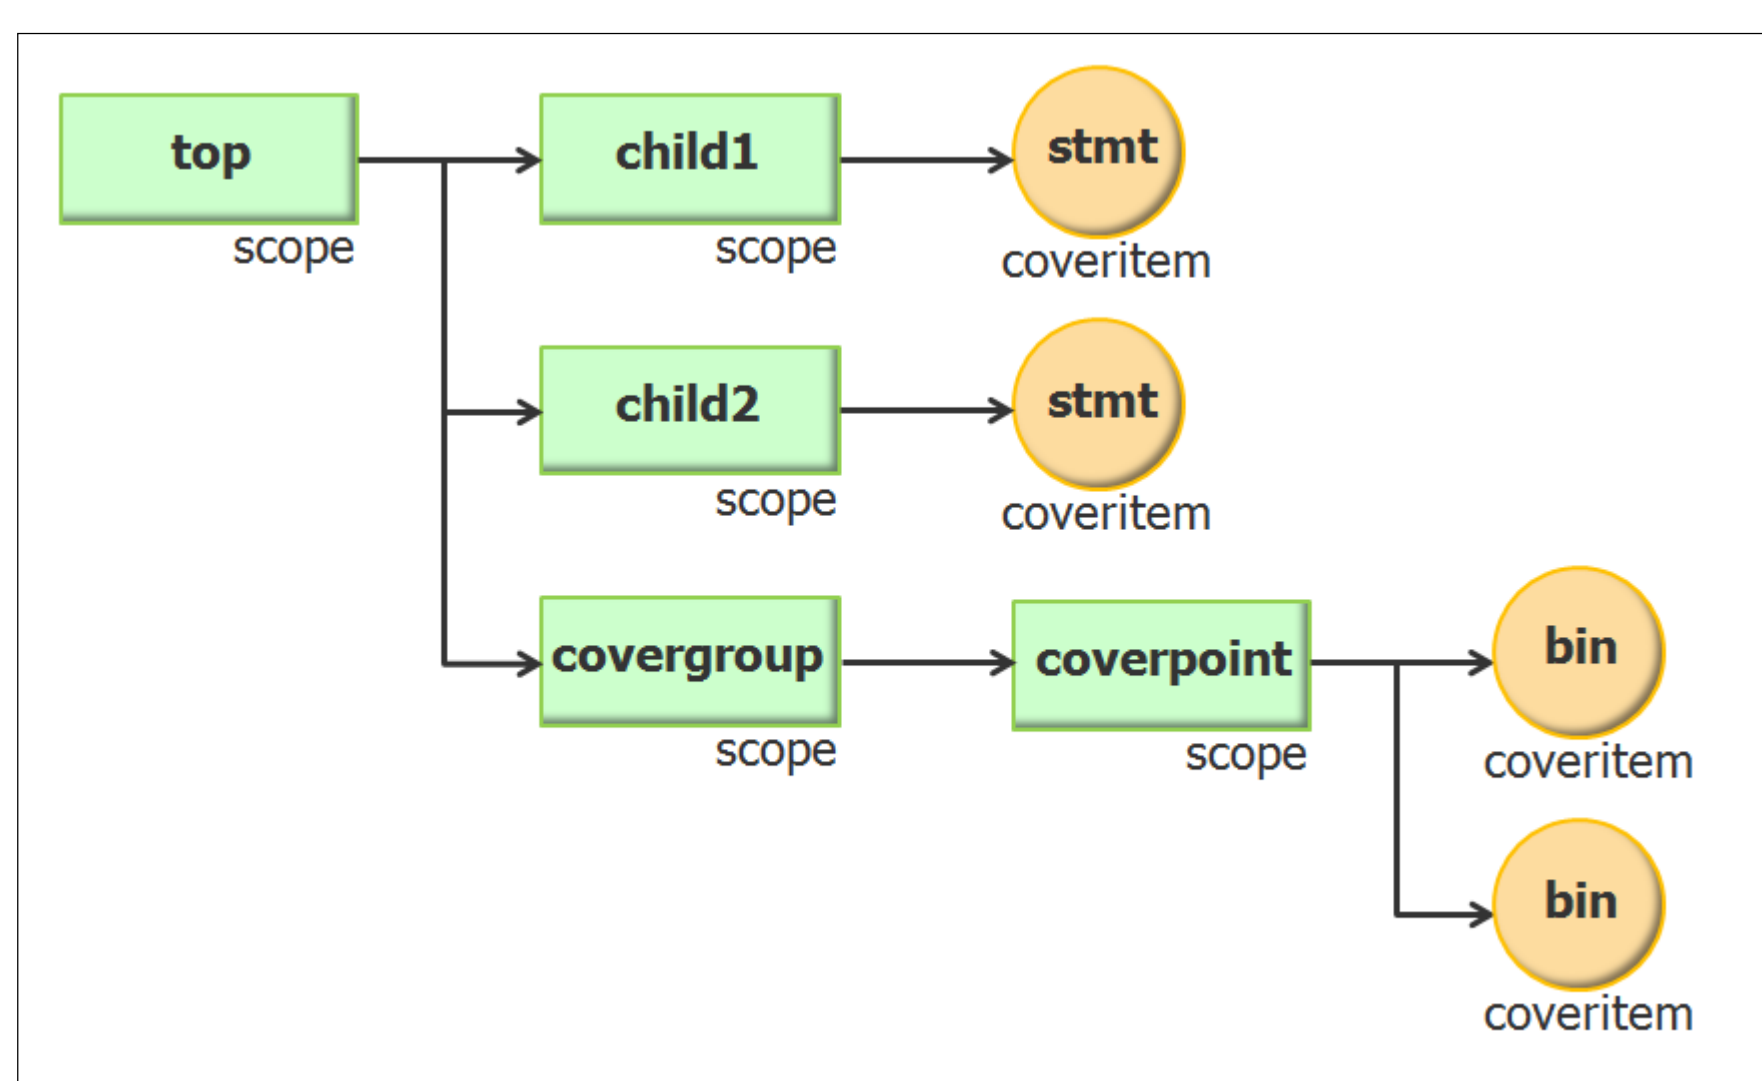 top
scope
child1
scope
stmt
coveritem
child2
scope
stmt
coveritem
covergroup
scope
coverpoint
scope
bin
coveritem
bin
coveritem